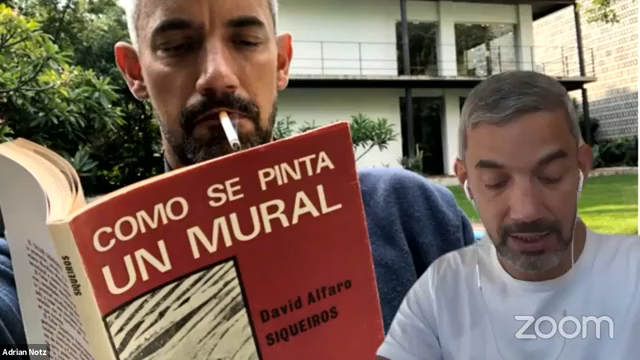 COMO SE PINTA
UN MURAL
David Alfaro
SIQUEIROS
SIQUEIROS
Adrian Notz
zoom